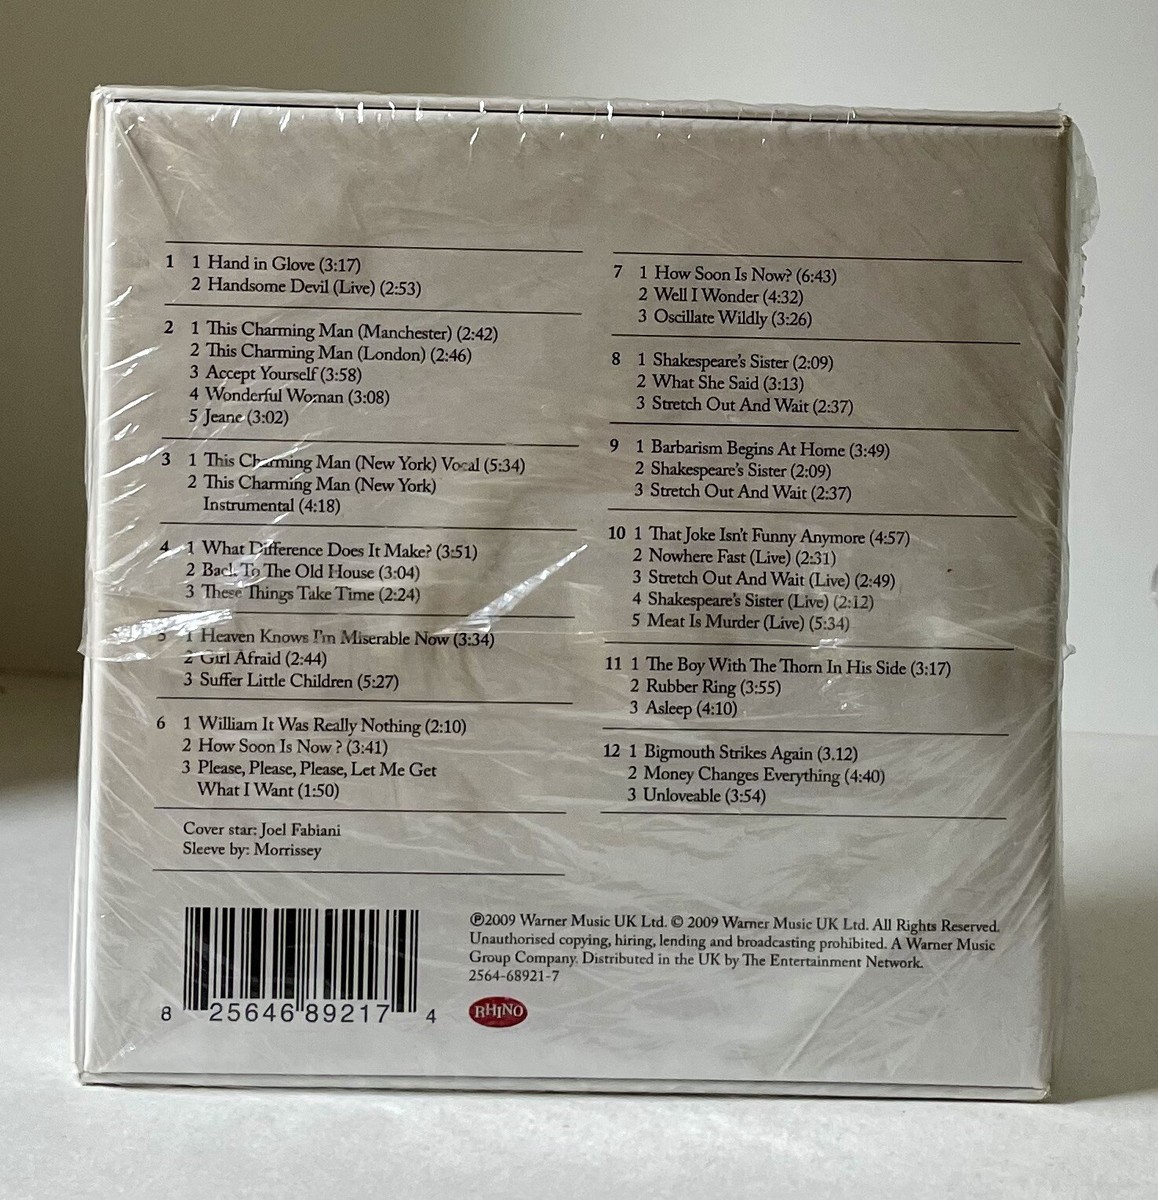 1 1 Hand in Glove (3:17)
2 Handsome Devil (Live) (2:53)
2 1 This Charming Man (Manchester) (2:42)
2 This Charming Man (London) (2:46)
3 Accept Yourself (3:58)
4 Wonderful Woman (3:08)
5 Jeane (3:02)
3 1 This Charming Man (New York) Vocal (5:34)
2 This Charming Man (New York)
Instrumental (4:18)
4 1 What Difference Does It Make? (3:51)
2 Back To The Old House (3:04)
3 These Things Take Time (2:24)
5 1 Heaven Knows I'm Miserable Now (3:34)
2 Girl Afraid (2:44)
3 Suffer Little Children (5:27)
6 1 William It Was Really Nothing (2:10)
2 How Soon Is Now ? (3:41)
3 Please, Please, Please, Let Me Get
What I Want (1:50)
Cover star: Joel Fabiani
Sleeve by: Morrissey
7 1 How Soon Is Now? (6:43)
2 Well I Wonder (4:32)
3 Oscillate Wildly (3:26)
8 1 Shakespeare's Sister (2:09)
2 What She Said (3:13)
3 Stretch Out And Wait (2:37)
9 1 Barbarism Begins At Home (3:49)
2 Shakespeare's Sister (2:09)
3 Stretch Out And Wait (2:37)
10 1 That Joke Isn't Funny Anymore (4:57)
2 Nowhere Fast (Live) (2:31)
3 Stretch Out And Wait (Live) (2:49)
4 Shakespeare's Sister (Live) (2:12)
5 Meat Is Murder (Live) (5:34)
11 1 The Boy With The Thorn In His Side (3:17)
2 Rubber Ring (3:55)
3 Asleep (4:10)
12 1 Bigmouth Strikes Again (3.12)
2 Money Changes Everything (4:40)
3 Unloveable (3:54)
8 25646 89217 4
℗2009 Warner Music UK Ltd. © 2009 Warner Music UK Ltd. All Rights Reserved.
Unauthorised copying, hiring, lending and broadcasting prohibited. A Warner Music
Group Company. Distributed in the UK by The Entertainment Network.
2564-68921-7
RHINO